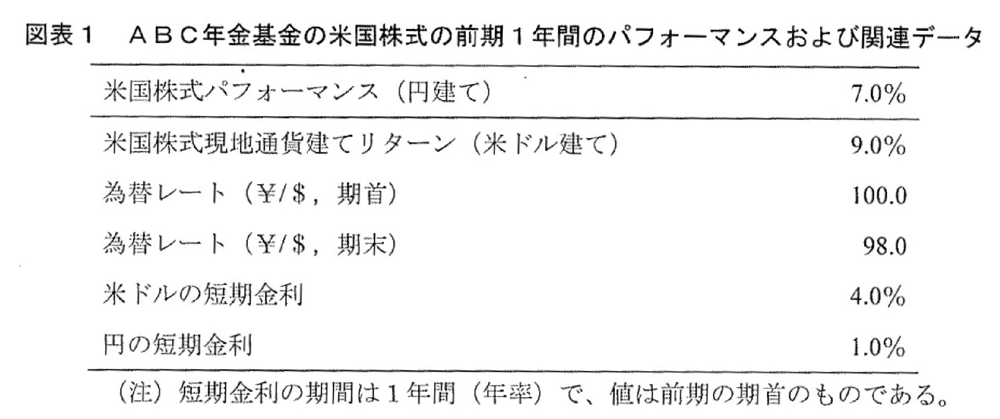 図表1 ABC年金基金の米国株式の前期1年間のパフォーマンスおよび関連データ
米国株式パフォーマンス(円建て) 7.0%
米国株式現地通貨建てリターン(米ドル建て) 9.0%
為替レート(¥/$, 期首) 100.0
為替レート(¥/$, 期末) 98.0
米ドルの短期金利 4.0%
円の短期金利 1.0%
(注)短期金利の期間は1年間(年率)で、値は前期の期首のものである。